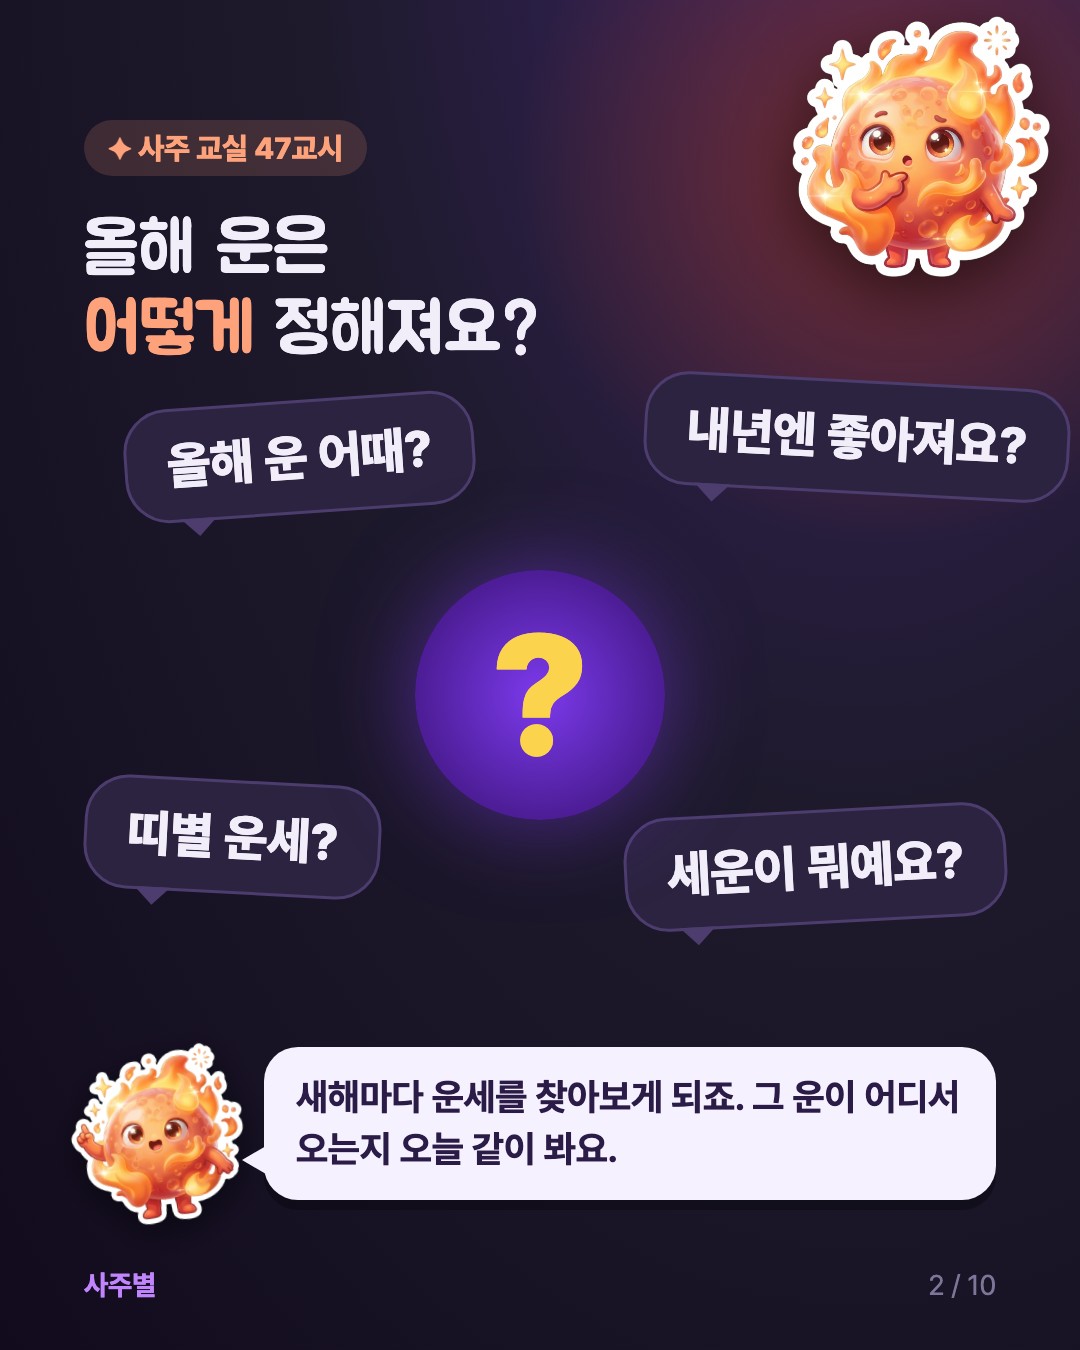 사주 교실 47교시
올해 운은
어떻게 정해져요?
올해 운 어때?
내년엔 좋아져요?
?
띠별 운세?
세운이 뭐예요?
새해마다 운세를 찾아보게 되죠. 그 운이 어디서
오는지 오늘 같이 봐요.
사주별
2 / 10